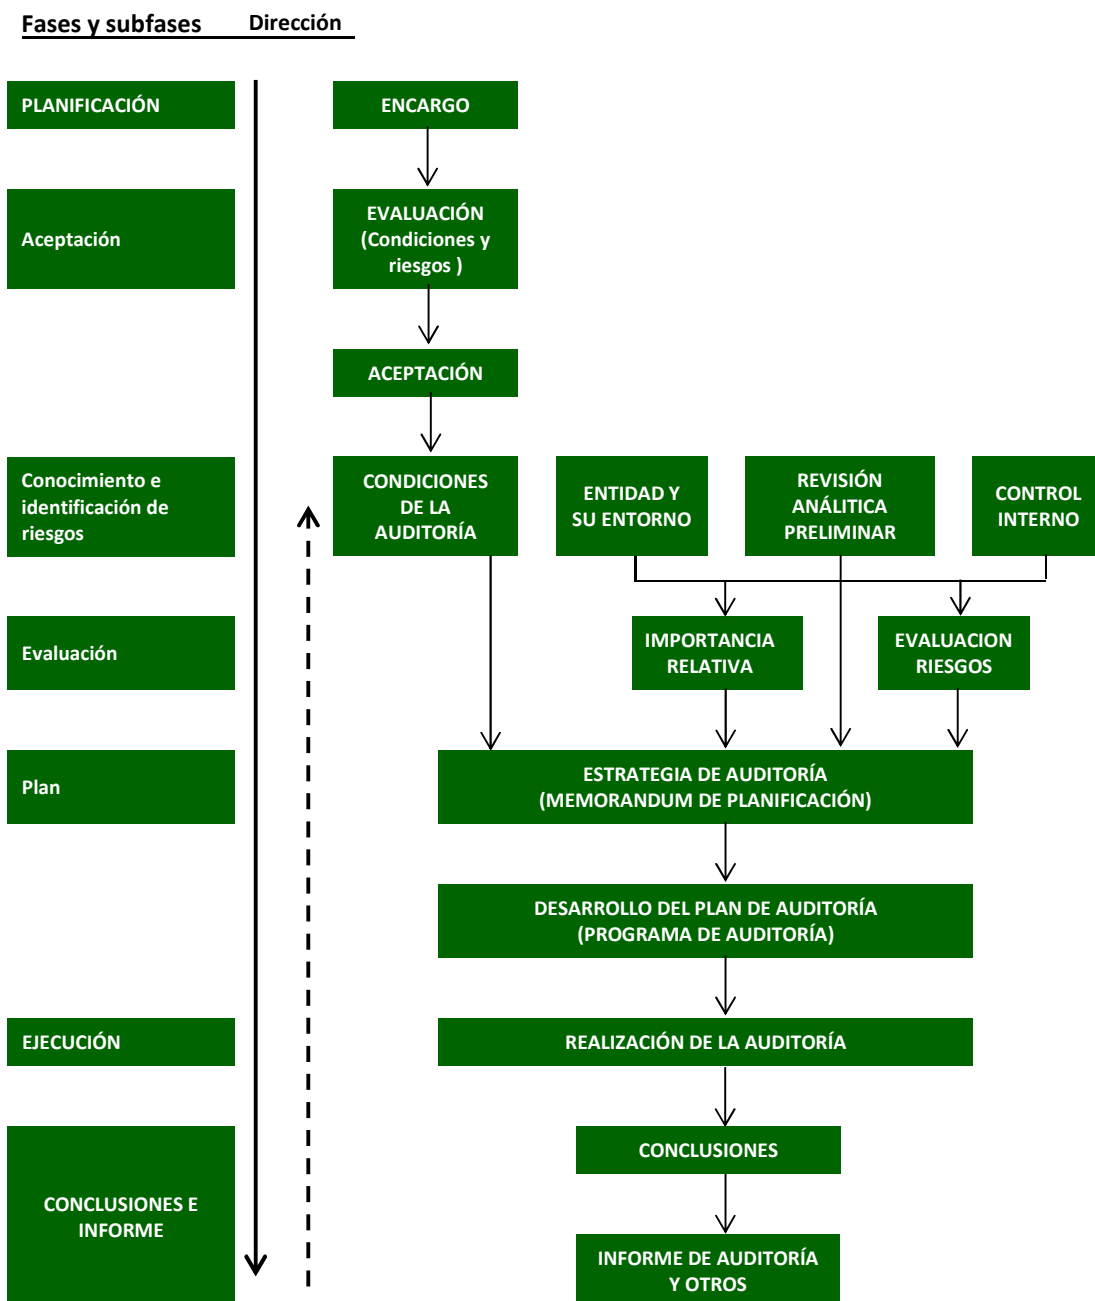 Fases y subfases Dirección
PLANIFICACIÓN
ENCARGO
Aceptación
EVALUACIÓN
(Condiciones y
riesgos )
ACEPTACIÓN
Conocimiento e
identificación de
riesgos
CONDICIONES
DE LA
AUDITORÍA
ENTIDAD Y
SU ENTORNO
REVISIÓN
ANÁLITICA
PRELIMINAR
CONTROL
INTERNO
Evaluación
IMPORTANCIA
RELATIVA
EVALUACION
RIESGOS
Plan
ESTRATEGIA DE AUDITORÍA
(MEMORANDUM DE PLANIFICACIÓN)
DESARROLLO DEL PLAN DE AUDITORÍA
(PROGRAMA DE AUDITORÍA)
EJECUCIÓN
REALIZACIÓN DE LA AUDITORÍA
CONCLUSIONES E
INFORME
CONCLUSIONES
INFORME DE AUDITORÍA
Y OTROS